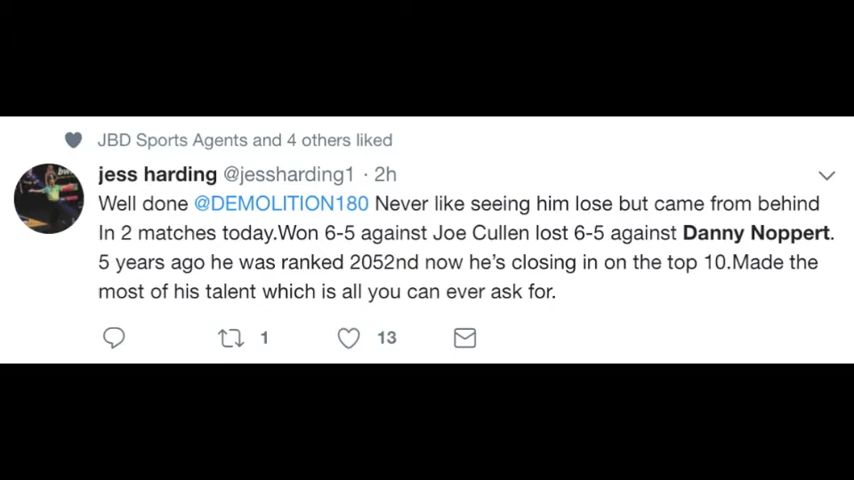 JBD Sports Agents and 4 others liked
jess harding @jessharding1 · 2h
Well done @DEMOLITION180 Never like seeing him lose but came from behind
In 2 matches today.Won 6-5 against Joe Cullen lost 6-5 against Danny Noppert.
5 years ago he was ranked 2052nd now he’s closing in on the top 10.Made the
most of his talent which is all you can ever ask for.
1 13